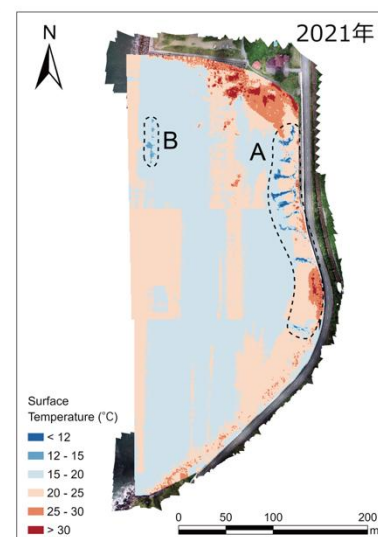 N
2021年
B
A
Surface
Temperature (°C)
< 12
12 - 15
15 - 20
20 - 25
25 - 30
> 30
0 50 100 200
m